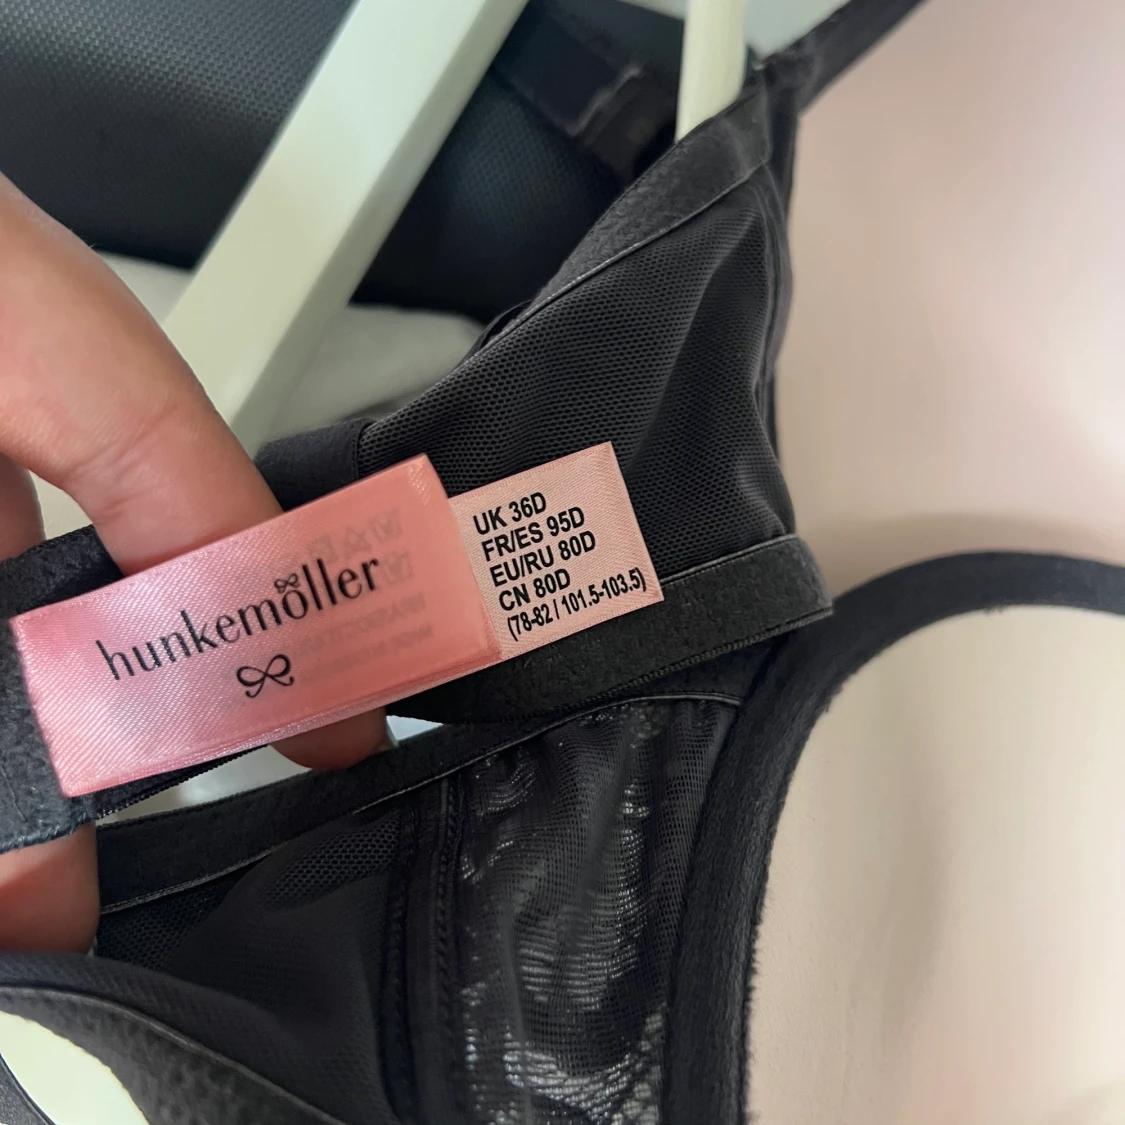 hunkemöller
UK 36D
FR/ES 95D
EU/RU 80D
CN 80D
(78-82 / 101.5-103.5)